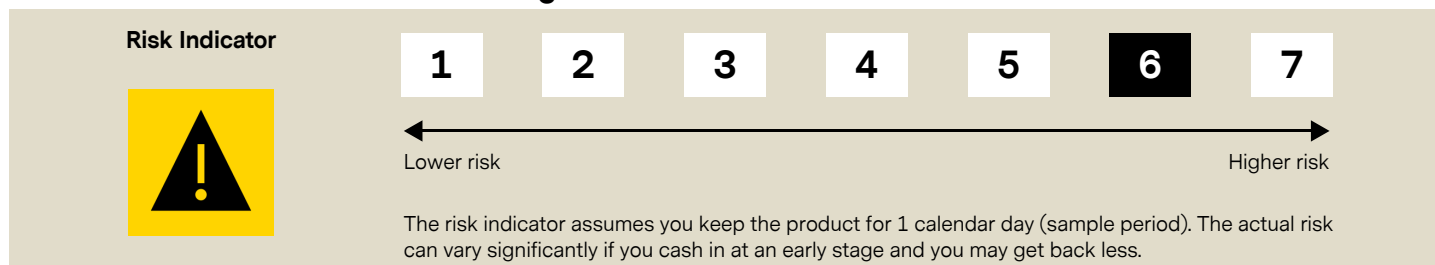 Risk Indicator
1 2 3 4 5 6 7
Lower risk Higher risk
The risk indicator assumes you keep the product for 1 calendar day (sample period). The actual risk
can vary significantly if you cash in at an early stage and you may get back less.